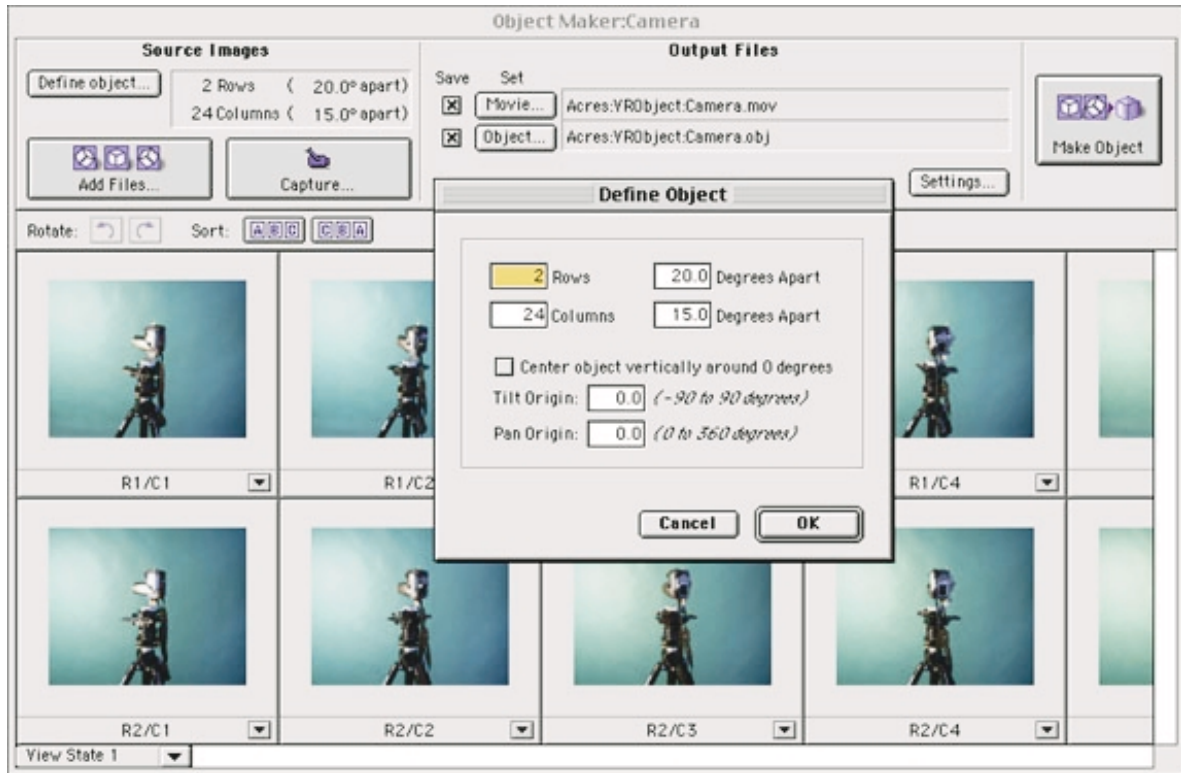 Object Maker:Camera
Source Images
Output Files
Define object...
2 Rows ( 20.0° apart)
24 Columns ( 15.0° apart)
Save Set
Movie... Acres:VRObject:Camera.mov
Object... Acres:VRObject:Camera.obj
Make Object
Add Files...
Capture...
Settings...
Rotate: Sort: A B C C B A
Define Object
2 Rows 20.0 Degrees Apart
24 Columns 15.0 Degrees Apart
Center object vertically around 0 degrees
Tilt Origin: 0.0 (-90 to 90 degrees)
Pan Origin: 0.0 (0 to 360 degrees)
Cancel OK
R1/C1 R1/C2 R1/C4
R2/C1 R2/C2 R2/C3 R2/C4
View State 1